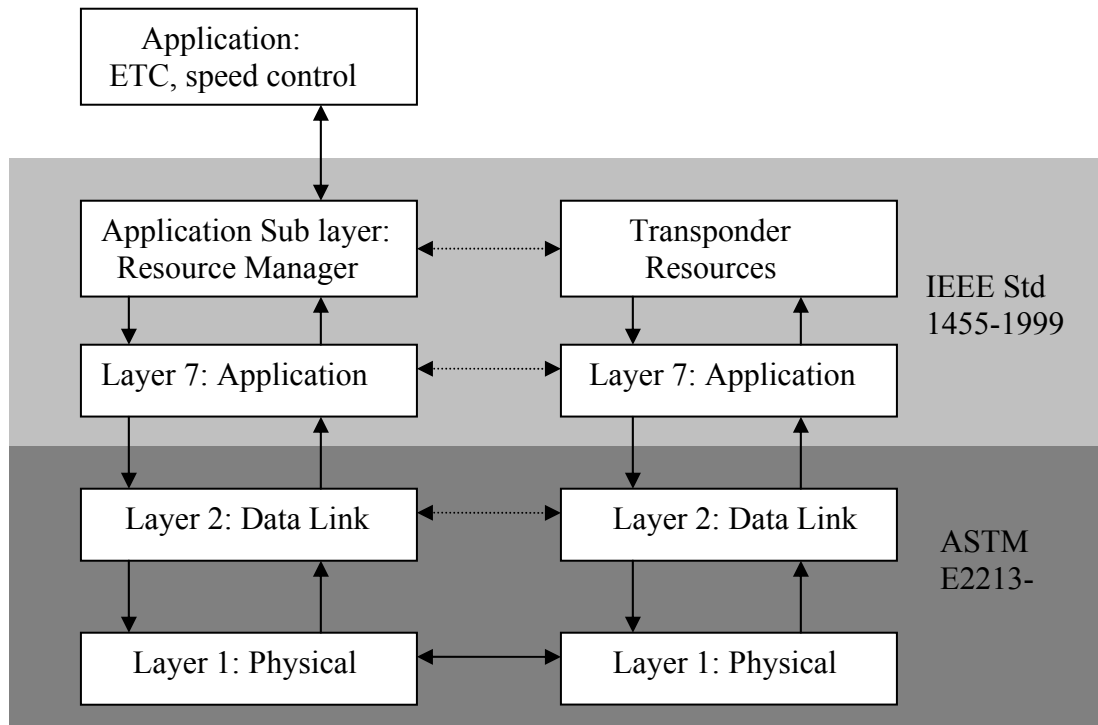 Application:
ETC, speed control
Application Sub layer:
Resource Manager
Transponder
Resources
IEEE Std
1455-1999
Layer 7: Application
Layer 7: Application
Layer 2: Data Link
Layer 2: Data Link
ASTM
E2213-
Layer 1: Physical
Layer 1: Physical